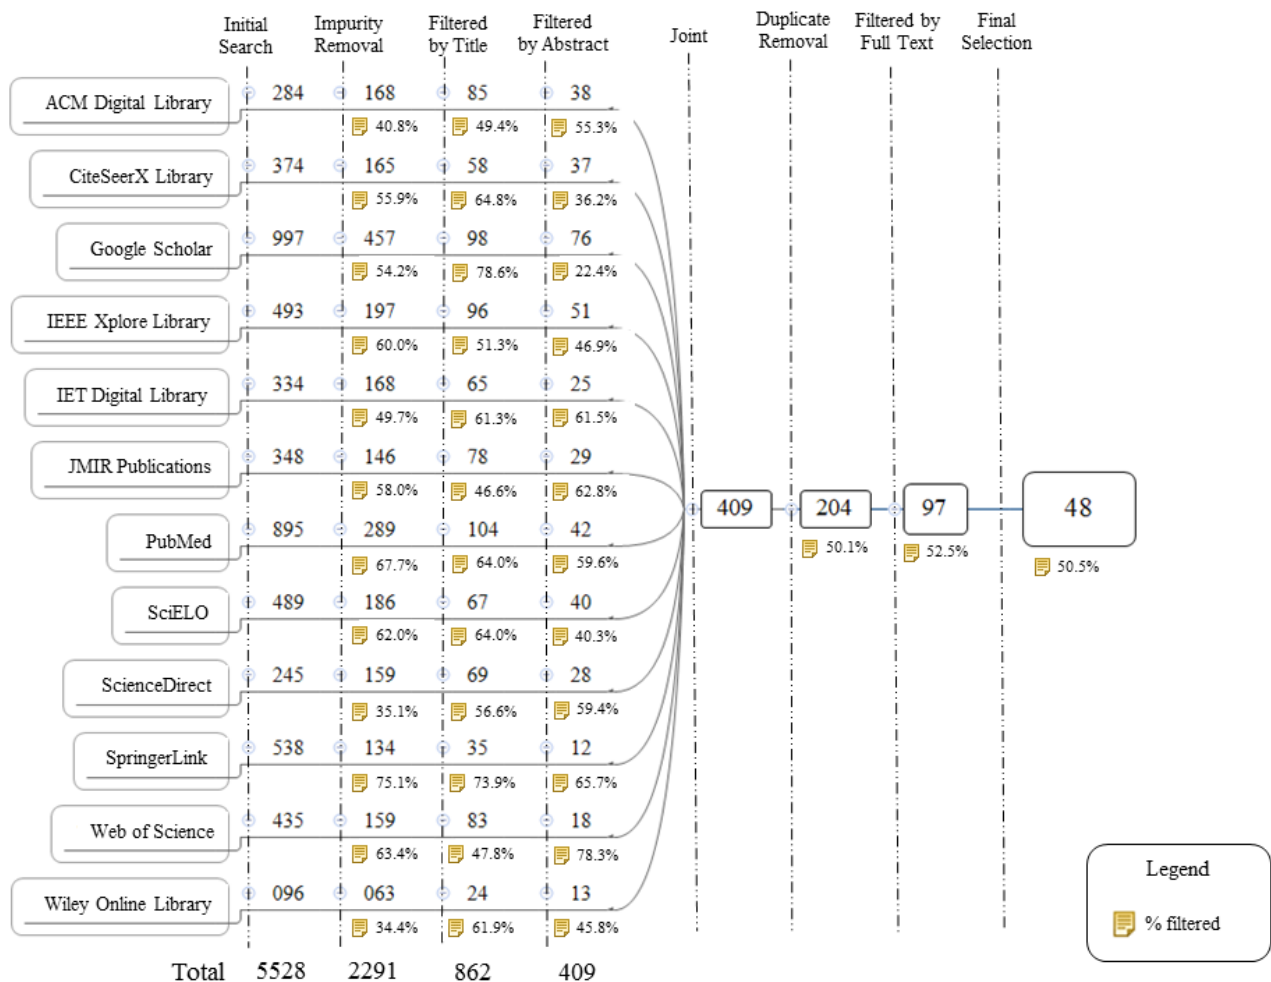 Initial Search
Impurity Removal
Filtered by Title
Filtered by Abstract
Joint
Duplicate Removal
Filtered by Full Text
Final Selection
ACM Digital Library 284 168 85 38
40.8% 49.4% 55.3%
CiteSeerX Library 374 165 58 37
55.9% 64.8% 36.2%
Google Scholar 997 457 98 76
54.2% 78.6% 22.4%
IEEE Xplore Library 493 197 96 51
60.0% 51.3% 46.9%
IET Digital Library 334 168 65 25
49.7% 61.3% 61.5%
JMIR Publications 348 146 78 29
58.0% 46.6% 62.8%
409 204 97 48
50.1% 52.5% 50.5%
PubMed 895 289 104 42
67.7% 64.0% 59.6%
SciELO 489 186 67 40
62.0% 64.0% 40.3%
ScienceDirect 245 159 69 28
35.1% 56.6% 59.4%
SpringerLink 538 134 35 12
75.1% 73.9% 65.7%
Web of Science 435 159 83 18
63.4% 47.8% 78.3%
Wiley Online Library 096 063 24 13
34.4% 61.9% 45.8%
Total 5528 2291 862 409
Legend
% filtered